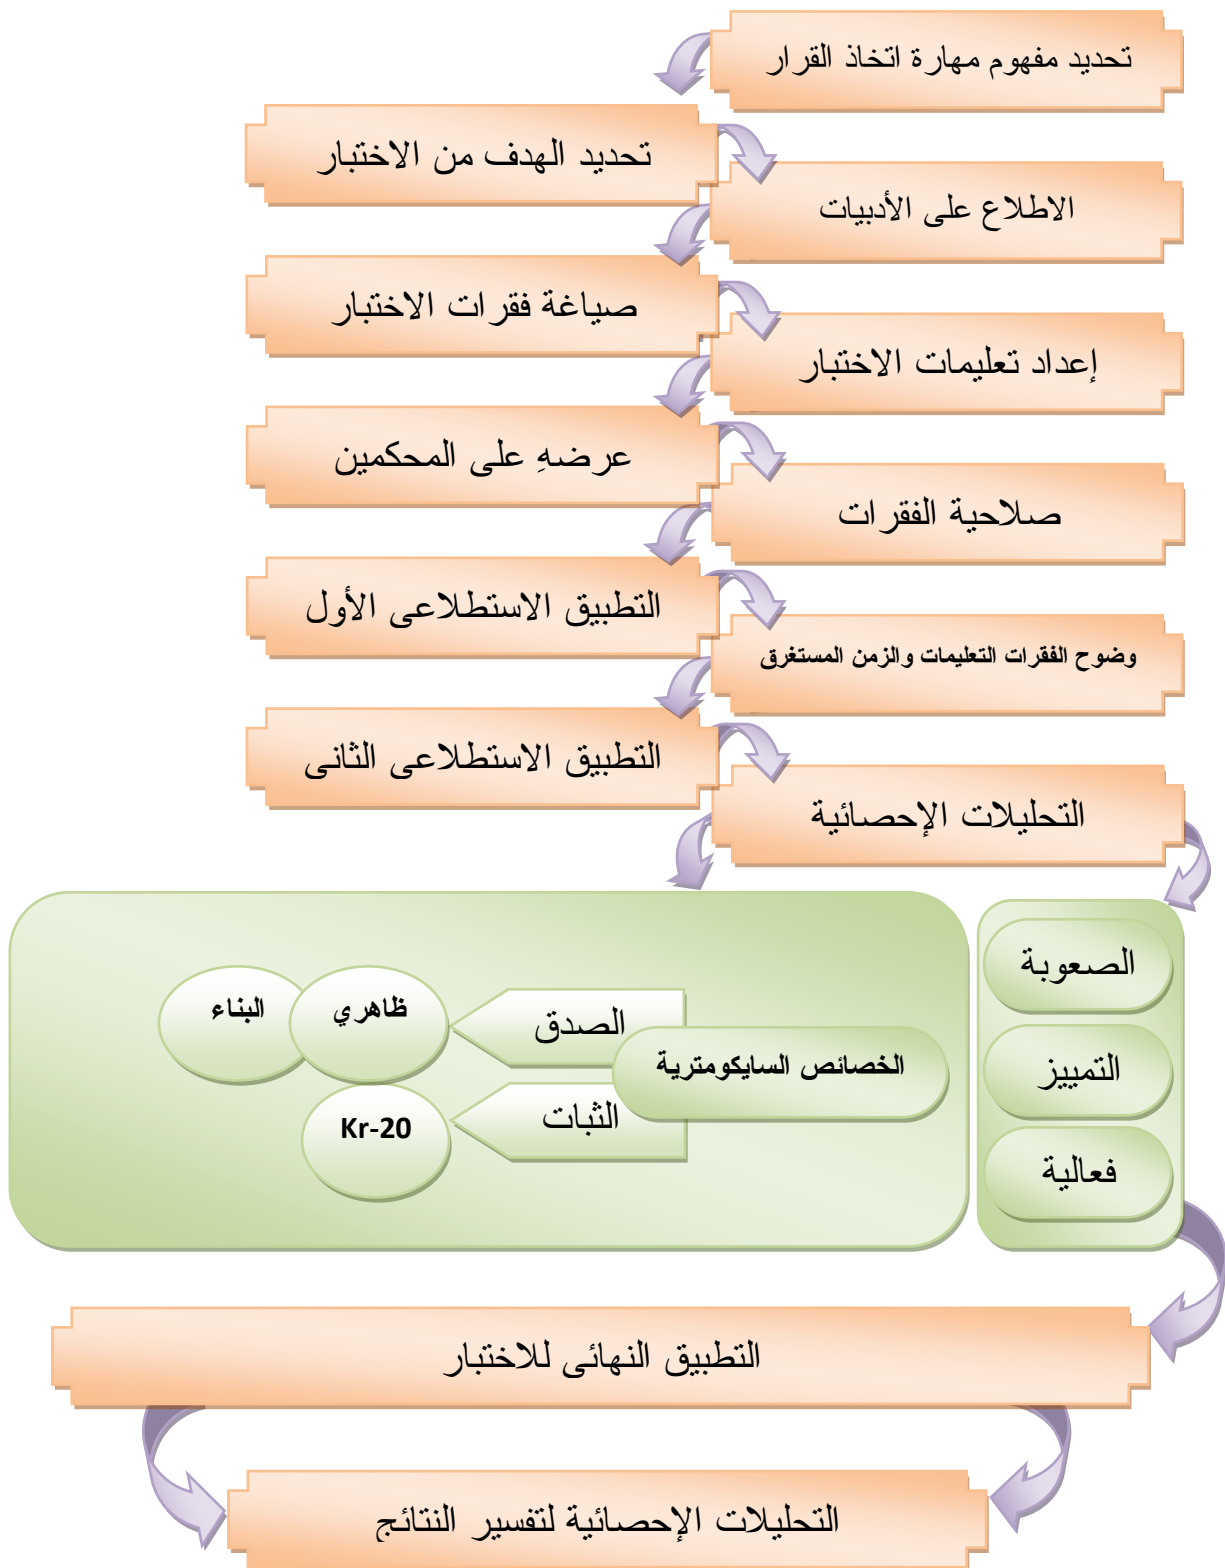 تحديد مفهوم مهارة اتخاذ القرار
تحديد الهدف من الاختبار
الاطلاع على الأدبيات
صياغة فقرات الاختبار
إعداد تعليمات الاختبار
عرضهِ على المحكمين
صلاحية الفقرات
التطبيق الاستطلاعى الأول
وضوح الفقرات التعليمات والزمن المستغرق
التطبيق الاستطلاعى الثانى
التحليلات الإحصائية
الصعوبة
التمييز
فعالية
الخصائص السايكومترية
الصدق
ظاهري
البناء
الثبات
Kr-20
التطبيق النهائى للاختبار
التحليلات الإحصائية لتفسير النتائج